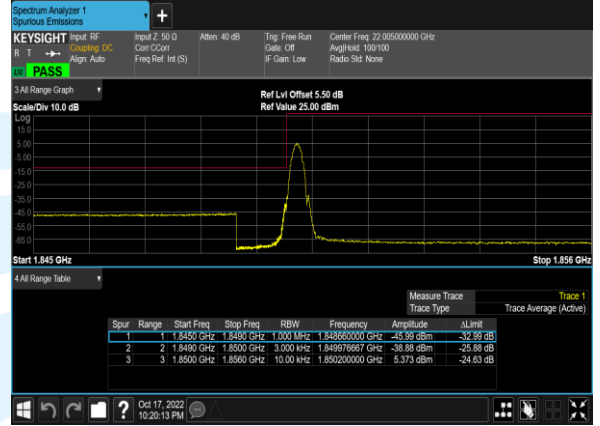 Spectrum Analyzer 1
Spurious Emissions
+
KEYSIGHT Input: RF Input Z: 50 Ω Atten: 40 dB Trig: Free Run Center Freq: 22.005000000 GHz
R T Coupling: DC Corr CCorr Gate: Off Avg|Hold: 100/100
Align: Auto Freq Ref: Int (S) IF Gain: Low Radio Std: None
LV PASS
3 All Range Graph
Ref Lvl Offset 5.50 dB
Scale/Div 10.0 dB Ref Value 25.00 dBm
Log
15.0
5.00
-5.00
-15.0
-25.0
-35.0
-45.0
-55.0
-65.0
Start 1.845 GHz Stop 1.856 GHz
4 All Range Table
Measure Trace Trace 1
Trace Type Trace Average (Active)
Spur Range Start Freq Stop Freq RBW Frequency Amplitude ΔLimit
1 1 1.8450 GHz 1.8490 GHz 1.000 MHz 1.848660000 GHz -45.99 dBm -32.99 dB
2 2 1.8490 GHz 1.8500 GHz 3.000 kHz 1.849976667 GHz -38.88 dBm -25.88 dB
3 3 1.8500 GHz 1.8560 GHz 10.00 kHz 1.850200000 GHz 5.373 dBm -24.63 dB
? Oct 17, 2022
10:20:13 PM